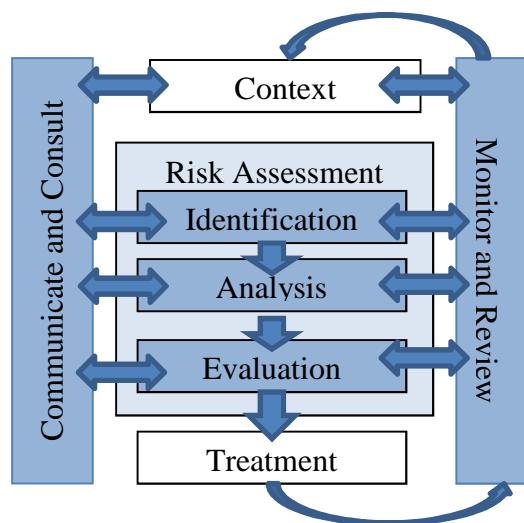 Context
Communicate and Consult
Monitor and Review
Risk Assessment
Identification
Analysis
Evaluation
Treatment